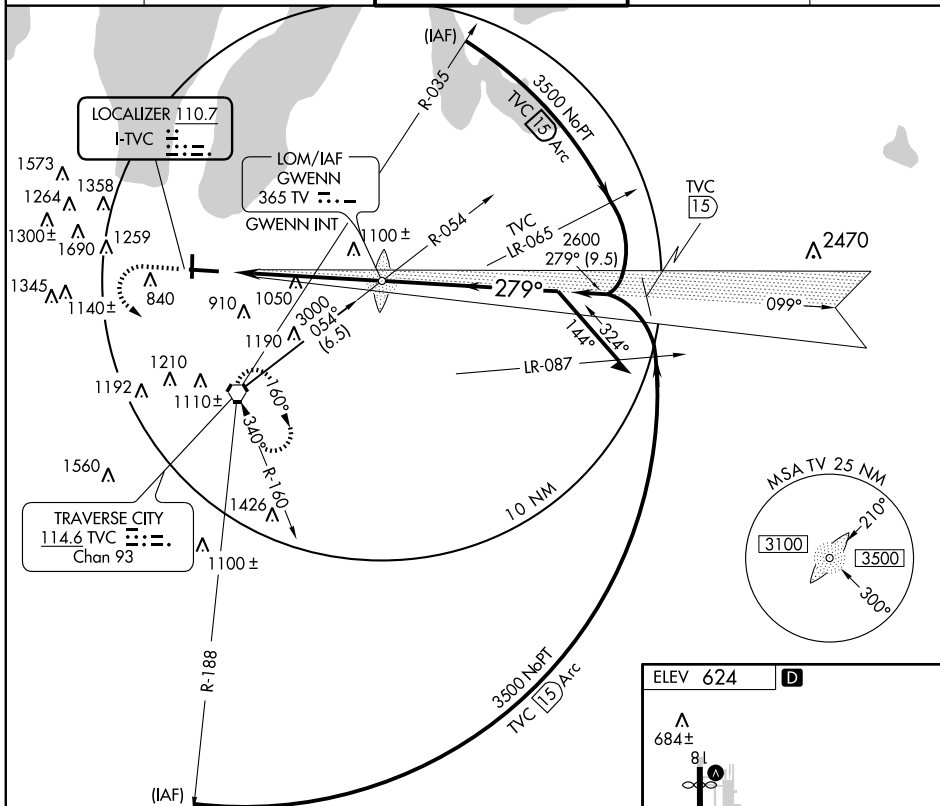 (IAF)
R-035
3500 NoPT
TVC 15 Arc
LOCALIZER 110.7
I-TVC
LOM/IAF
GWENN
365 TV
GWENN INT
1573
1264
1358
1300±
1690
1259
1345
1140±
840
910
1050
1100±
R-054
TVC
LR-065
2600
279° (9.5)
TVC
15
2470
279°
099°
1190
3000
054°
(6.5)
144°
324°
LR-087
1210
1192
1110±
160°
340°
R-160
1560
1426
10 NM
TRAVERSE CITY
114.6 TVC
Chan 93
1100±
MSA TV 25 NM
210°
3100
3500
300°
R-188
3500 NoPT
TVC 15 Arc
(IAF)
ELEV 624
D
684±
18
V